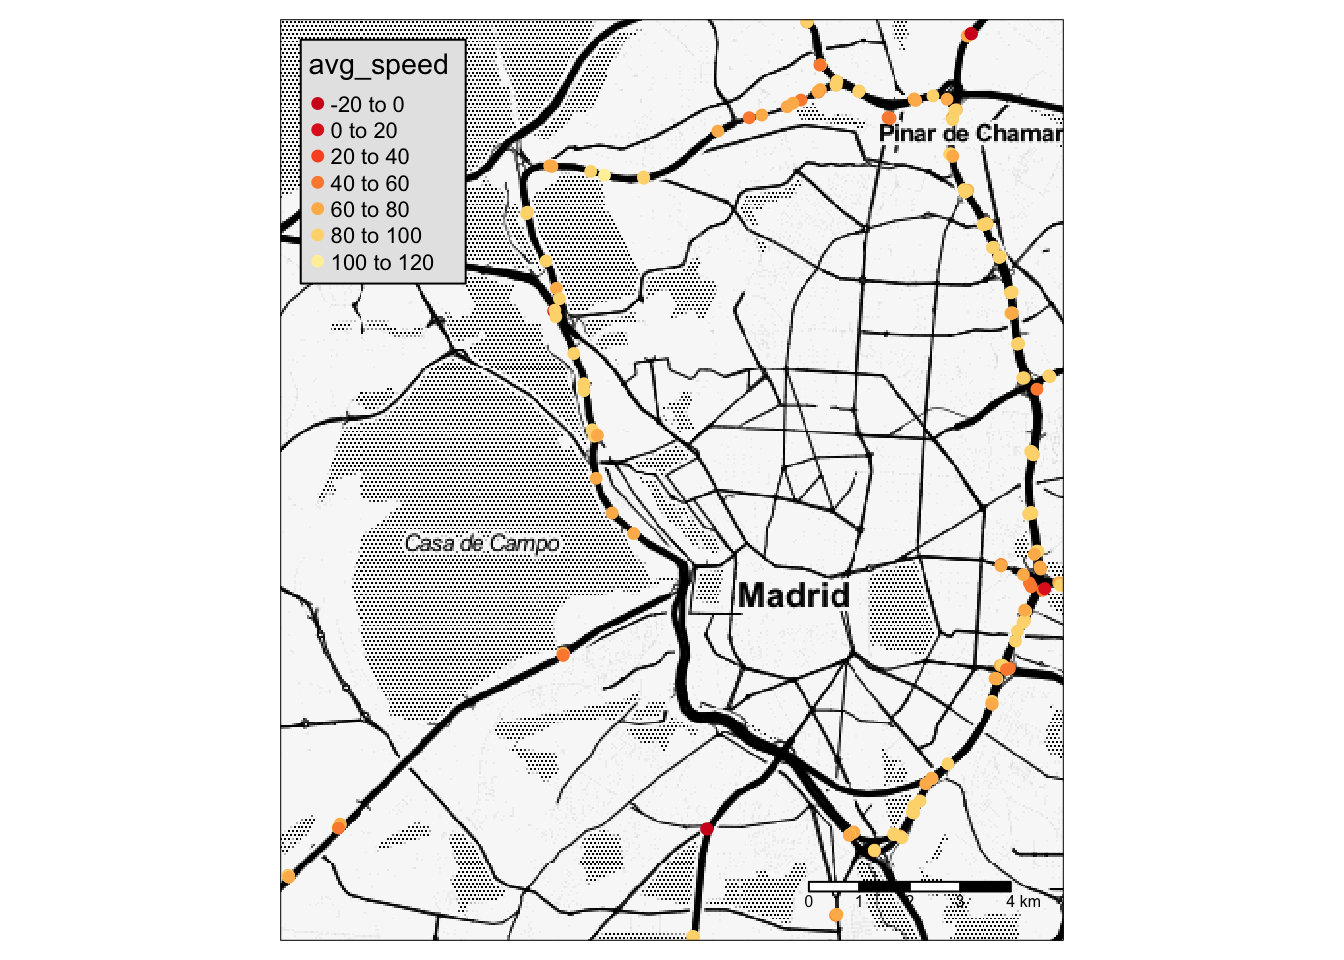 avg_speed
-20 to 0
0 to 20
20 to 40
40 to 60
60 to 80
80 to 100
100 to 120
Pinar de Chamar
Casa de Campo
Madrid
0 1 2 3 4 km